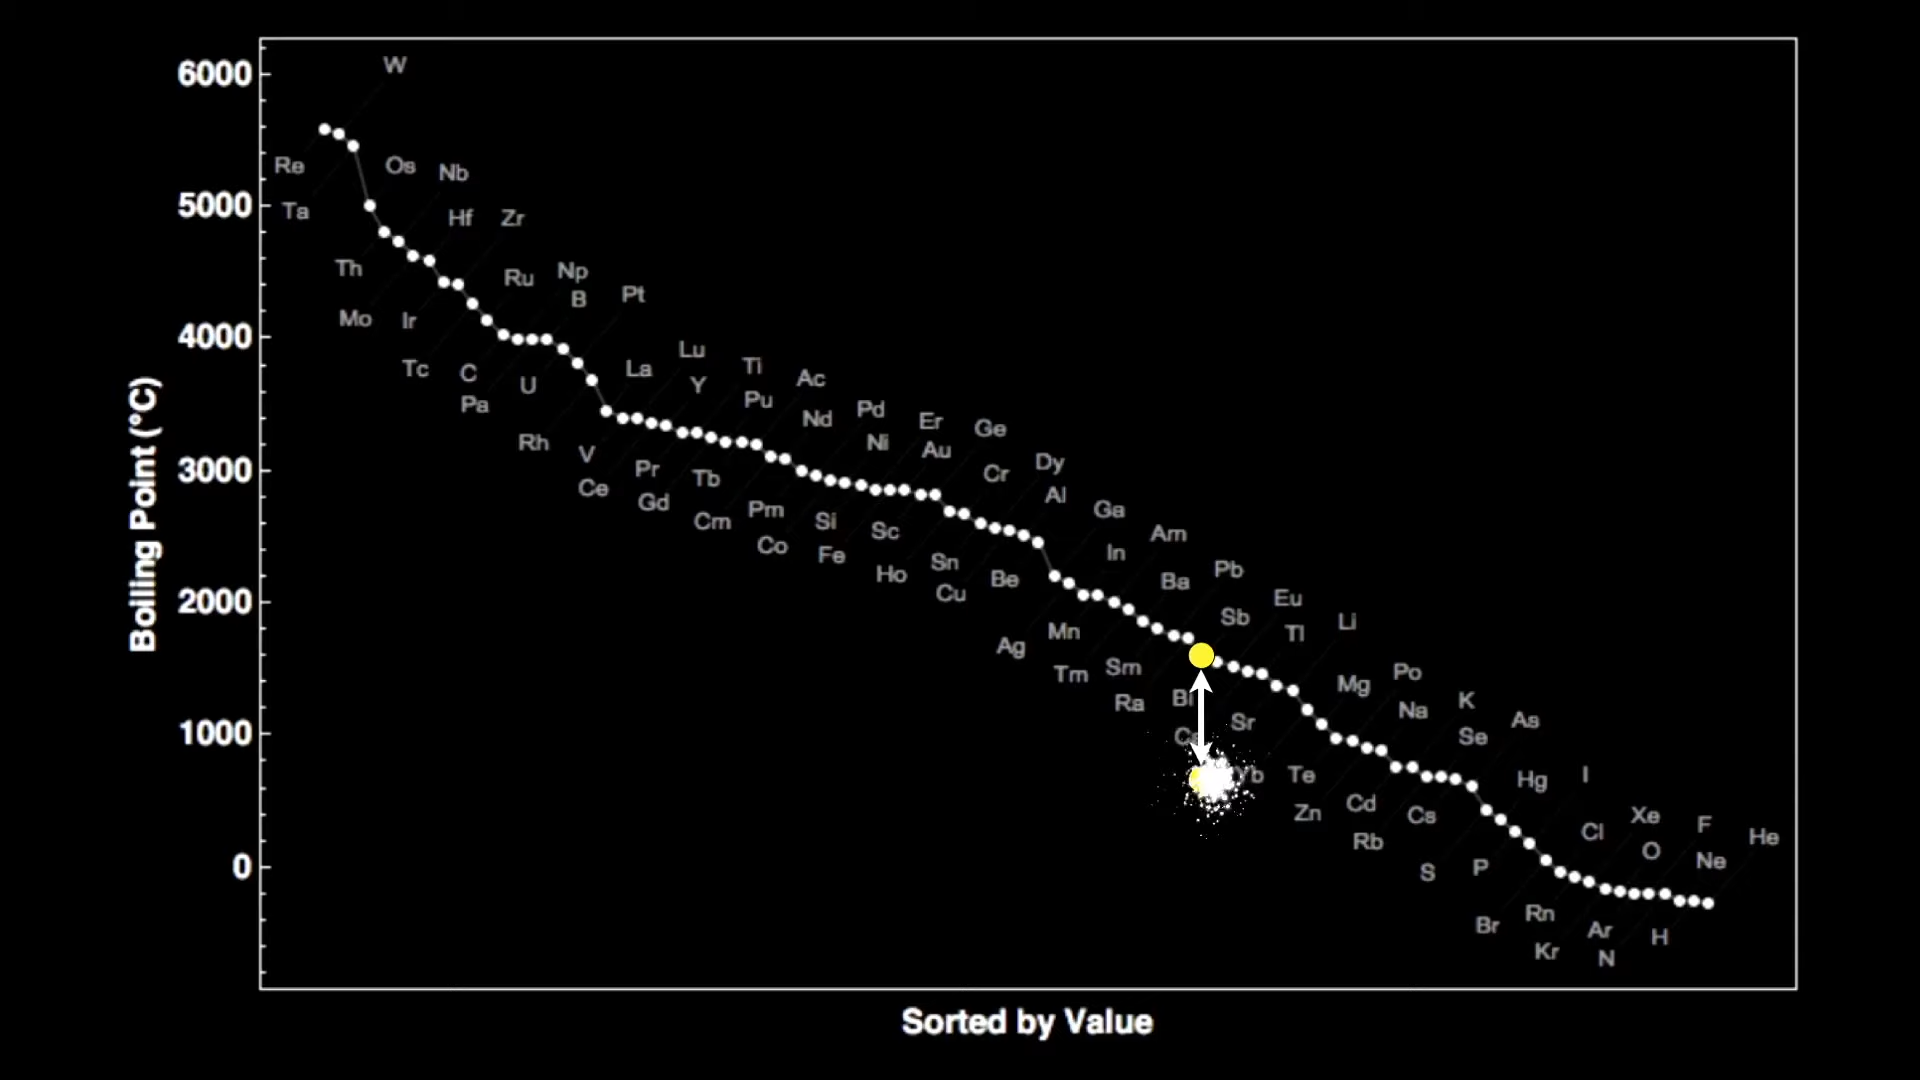 W
6000
Re
Os
Nb
Ta
5000
Hf
Zr
Th
Ru
Np
B
Pt
Mo
Ir
4000
Tc
C
U
Pa
La
Lu
Y
Ti
Pu
Ac
Nd
Pd
Ni
Er
Au
Ge
Rh
V
Ce
Pr
Gd
Tb
Cm
3000
Cr
Dy
Al
Pm
Co
Si
Fe
Sc
Ho
Sn
Cu
Be
Ga
In
Am
Ba
Pb
Sb
Eu
Tl
Li
2000
Ag
Mn
Tm
Sm
Ra
Bi
Ca
Sr
Yb
Te
Zn
Mg
Po
Na
K
Se
As
1000
Cd
Rb
Cs
Hg
I
S
P
Cl
Xe
O
F
Ne
He
0
Br
Rn
Kr
Ar
N
H
Boiling Point (°C)
Sorted by Value